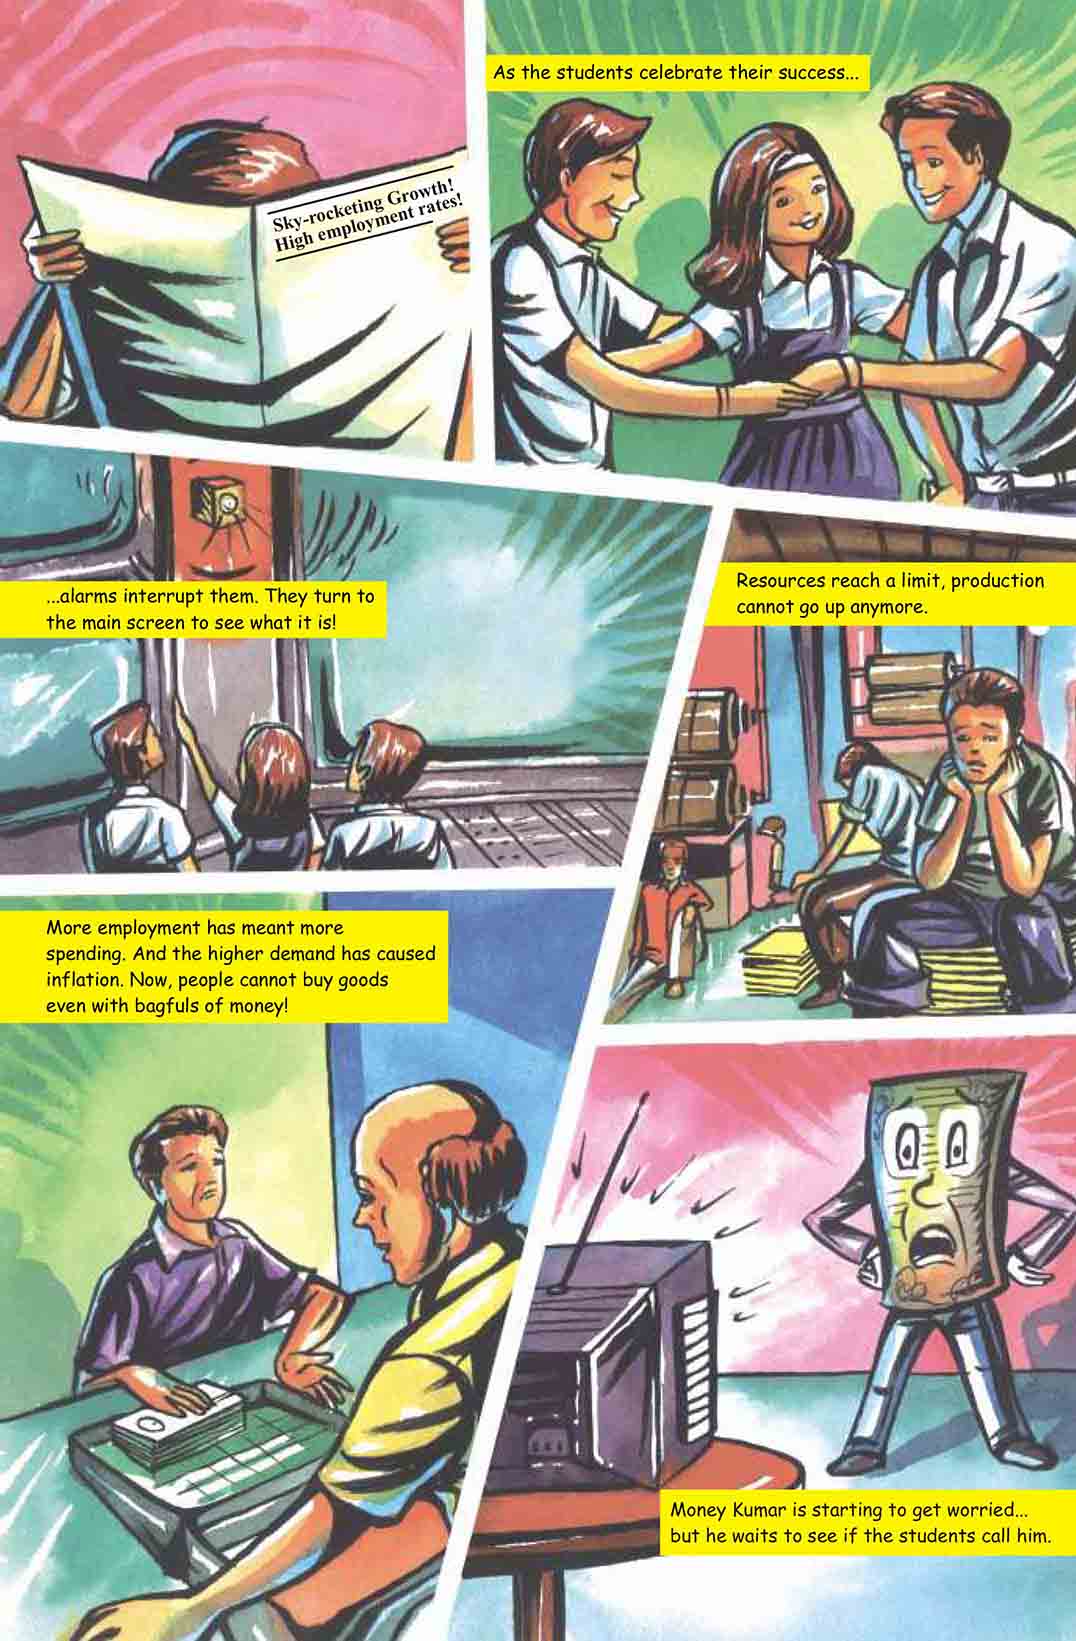 Sky-rocketing Growth!
High employment rates!
As the students celebrate their success...
...alarms interrupt them. They turn to
the main screen to see what it is!
Resources reach a limit, production
cannot go up anymore.
More employment has meant more
spending. And the higher demand has caused
inflation. Now, people cannot buy goods
even with bagfuls of money!
Money Kumar is starting to get worried...
but he waits to see if the students call him.